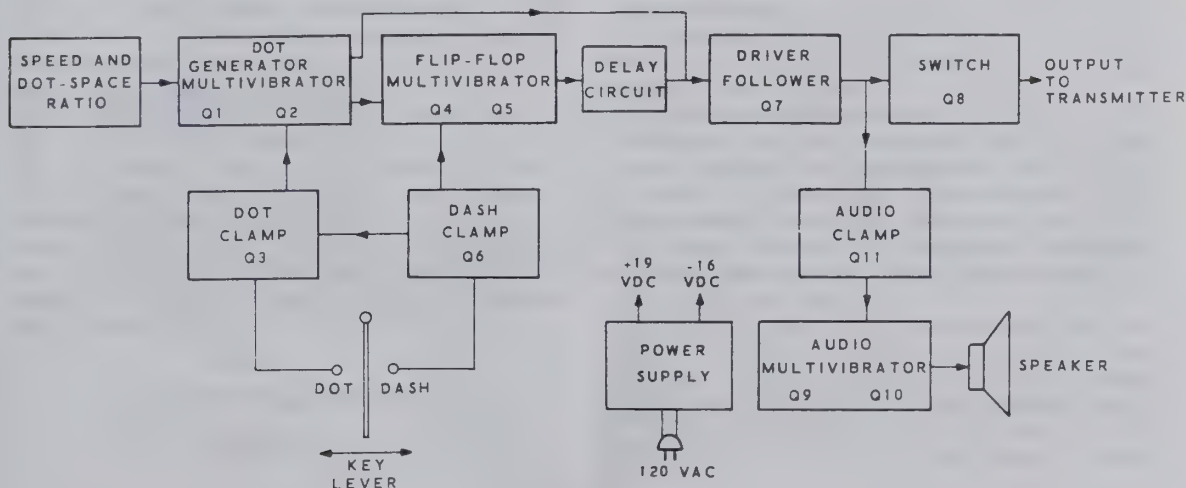 SPEED AND
DOT-SPACE
RATIO
DOT
GENERATOR
MULTIVIBRATOR
Q1 Q2
FLIP-FLOP
MULTIVIBRATOR
Q4 Q5
DELAY
CIRCUIT
DRIVER
FOLLOWER
Q7
SWITCH
Q8
OUTPUT
TO
TRANSMITTER
DOT
CLAMP
Q3
DASH
CLAMP
Q6
AUDIO
CLAMP
Q11
DOT
DASH
KEY
LEVER
+19
VDC
-16
VDC
POWER
SUPPLY
120 VAC
AUDIO
MULTIVIBRATOR
Q9 Q10
SPEAKER